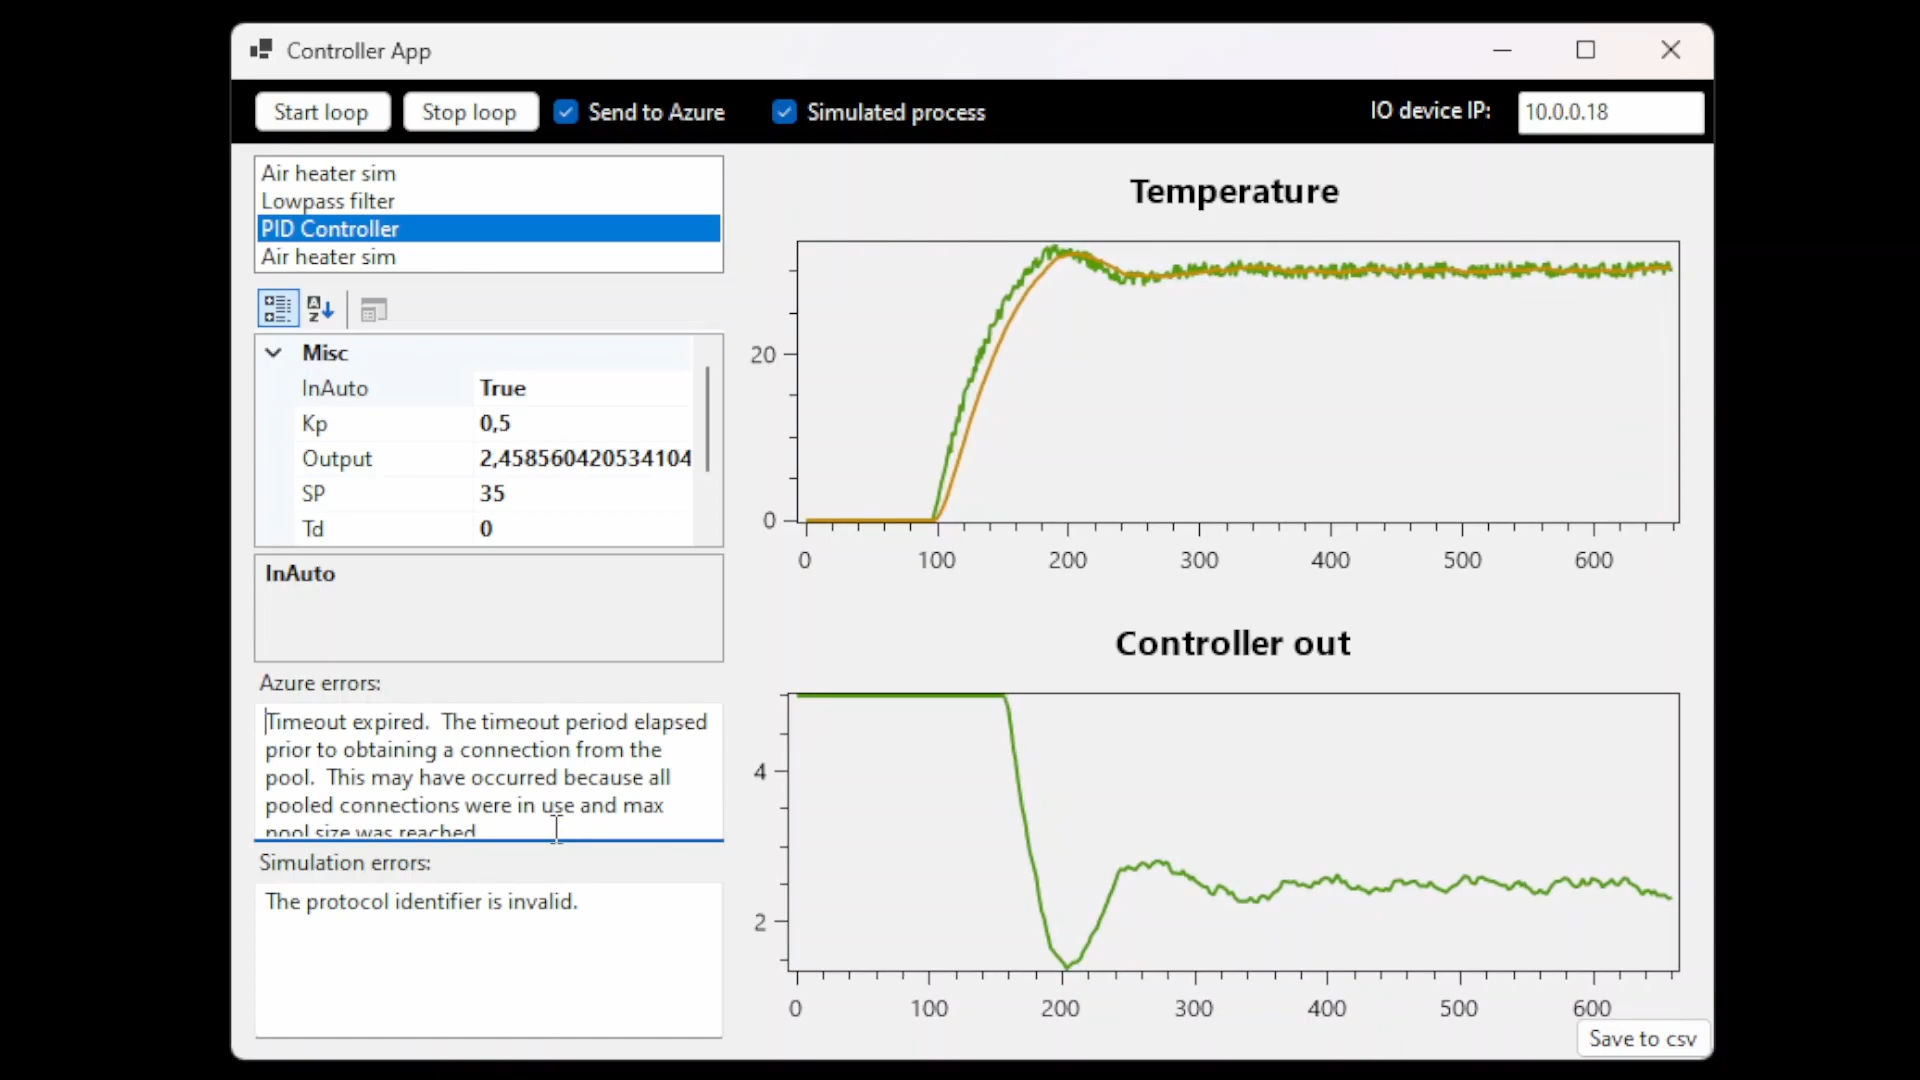 Controller App
Start loop
Stop loop
Send to Azure
Simulated process
IO device IP:
10.0.0.18
Air heater sim
Lowpass filter
PID Controller
Air heater sim
Misc
InAuto True
Kp 0,5
Output 2,458560420534104
SP 35
Td 0
InAuto
Azure errors:
Timeout expired.  The timeout period elapsed
prior to obtaining a connection from the
pool.  This may have occurred because all
pooled connections were in use and max
pool size was reached.
Simulation errors:
The protocol identifier is invalid.
Temperature
20
0
0 100 200 300 400 500 600
Controller out
4
2
0 100 200 300 400 500 600
Save to csv